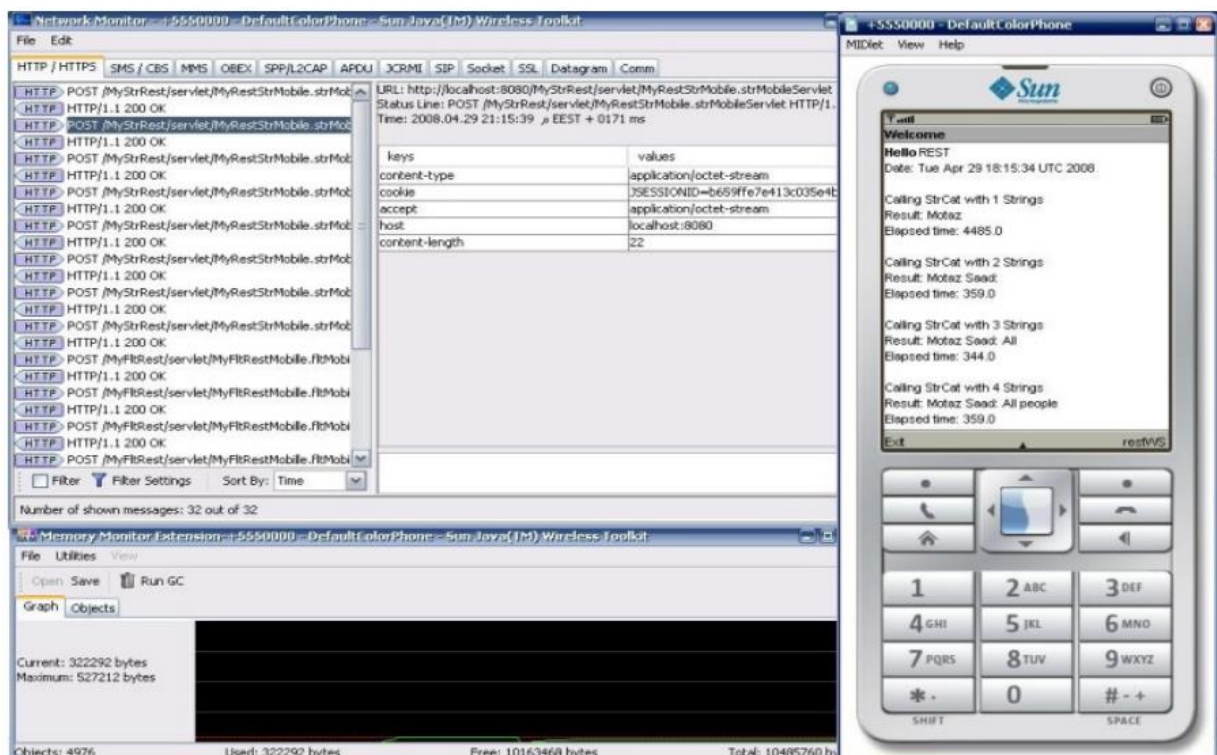 Network Monitor - +5550000 - DefaultColorPhone - Sun Java(TM) Wireless Toolkit
File Edit
HTTP / HTTPS SMS / CBS MMS OBEX SPP/L2CAP APDU JCRMI SIP Socket SSL Datagram Comm
HTTP POST /MyStrRest/servlet/MyRestStrMobile.strMob
HTTP HTTP/1.1 200 OK
HTTP POST /MyStrRest/servlet/MyRestStrMobile.strMob
HTTP HTTP/1.1 200 OK
HTTP POST /MyStrRest/servlet/MyRestStrMobile.strMob
HTTP HTTP/1.1 200 OK
HTTP POST /MyStrRest/servlet/MyRestStrMobile.strMob
HTTP HTTP/1.1 200 OK
HTTP POST /MyStrRest/servlet/MyRestStrMobile.strMob
HTTP HTTP/1.1 200 OK
HTTP POST /MyStrRest/servlet/MyRestStrMobile.strMob
HTTP HTTP/1.1 200 OK
HTTP POST /MyStrRest/servlet/MyRestStrMobile.strMob
HTTP HTTP/1.1 200 OK
HTTP POST /MyStrRest/servlet/MyRestStrMobile.strMob
HTTP HTTP/1.1 200 OK
HTTP POST /MyFltRest/servlet/MyFltRestMobille.fltMobi
HTTP HTTP/1.1 200 OK
HTTP POST /MyFltRest/servlet/MyFltRestMobille.fltMobi
HTTP HTTP/1.1 200 OK
HTTP POST /MyFltRest/servlet/MyFltRestMobille.fltMobi
HTTP HTTP/1.1 200 OK
HTTP POST /MyFltRest/servlet/MyFltRestMobille.fltMobi
Filter Filter Settings Sort By: Time
Number of shown messages: 32 out of 32
URL: http://localhost:8080/MyStrRest/servlet/MyRestStrMobile.strMobileServlet
Status Line: POST /MyStrRest/servlet/MyRestStrMobile.strMobileServlet HTTP/1.
Time: 2008.04.29 21:15:39 EEST + 0171 ms
keys values
content-type application/octet-stream
cookie JSESSIONID=b659ffe7e413c035e4b
accept application/octet-stream
host localhost:8080
content-length 22
Memory Monitor Extension-+5550000 - DefaultColorPhone - Sun Java(TM) Wireless Toolkit
File Utilities View
Open Save Run GC
Graph Objects
Current: 322292 bytes
Maximum: 527212 bytes
Objects: 4976 Used: 322292 bytes Free: 10163468 bytes Total: 10485760 by
+5550000 - DefaultColorPhone
MIDlet View Help
Sun
Welcome
Hello REST
Date: Tue Apr 29 18:15:34 UTC 2008
Calling StrCat with 1 Strings
Result: Motaz
Elapsed time: 4485.0
Calling StrCat with 2 Strings
Result: Motaz Saad:
Elapsed time: 359.0
Calling StrCat with 3 Strings
Result: Motaz Saad: All
Elapsed time: 344.0
Calling StrCat with 4 Strings
Result: Motaz Saad: All people
Elapsed time: 359.0
Exit restWS
1 2 ABC 3 DEF
4 GHI 5 JKL 6 MNO
7 PQRS 8 TUV 9 WXYZ
* . 0 # - +
SHIFT SPACE